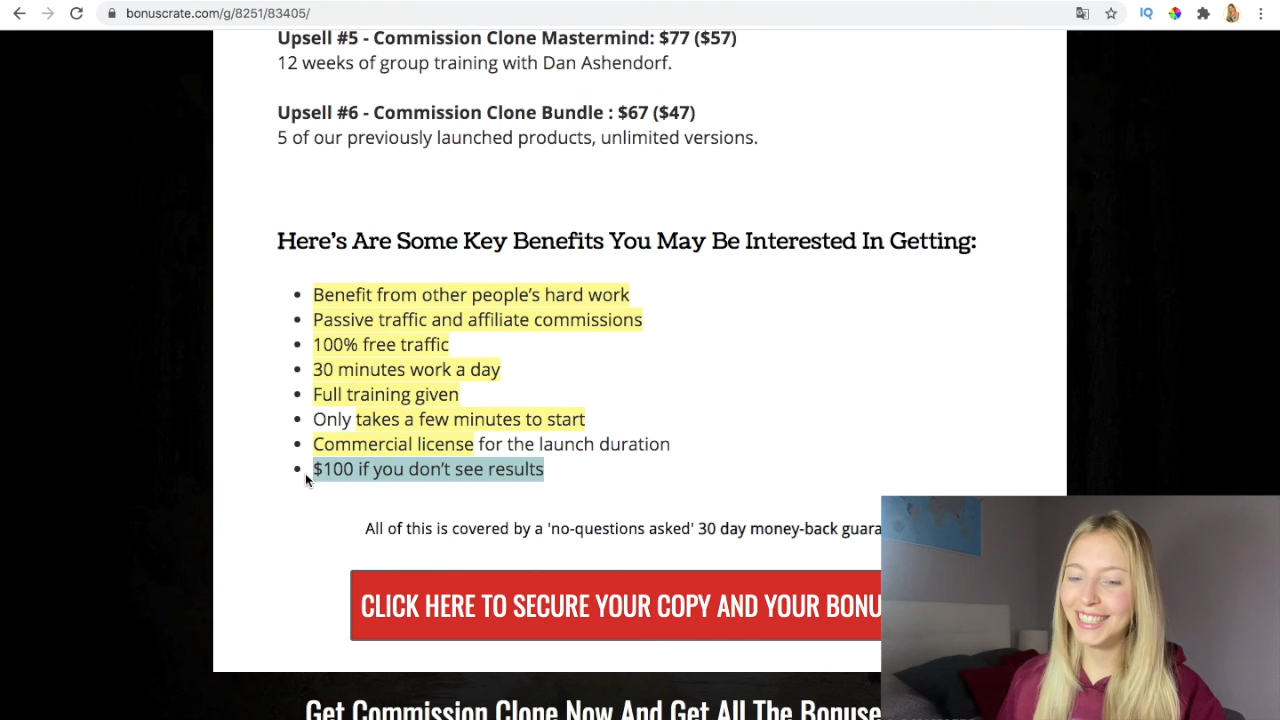 bonuscrate.com/g/8251/83405/
Upsell #5 - Commission Clone Mastermind: $77 ($57)
12 weeks of group training with Dan Ashendorf.
Upsell #6 - Commission Clone Bundle : $67 ($47)
5 of our previously launched products, unlimited versions.
Here's Are Some Key Benefits You May Be Interested In Getting:
Benefit from other people's hard work
Passive traffic and affiliate commissions
100% free traffic
30 minutes work a day
Full training given
Only takes a few minutes to start
Commercial license for the launch duration
$100 if you don't see results
All of this is covered by a 'no-questions asked' 30 day money-back guara
CLICK HERE TO SECURE YOUR COPY AND YOUR BONU
Get Commission Clone Now And Get All The Bonuse